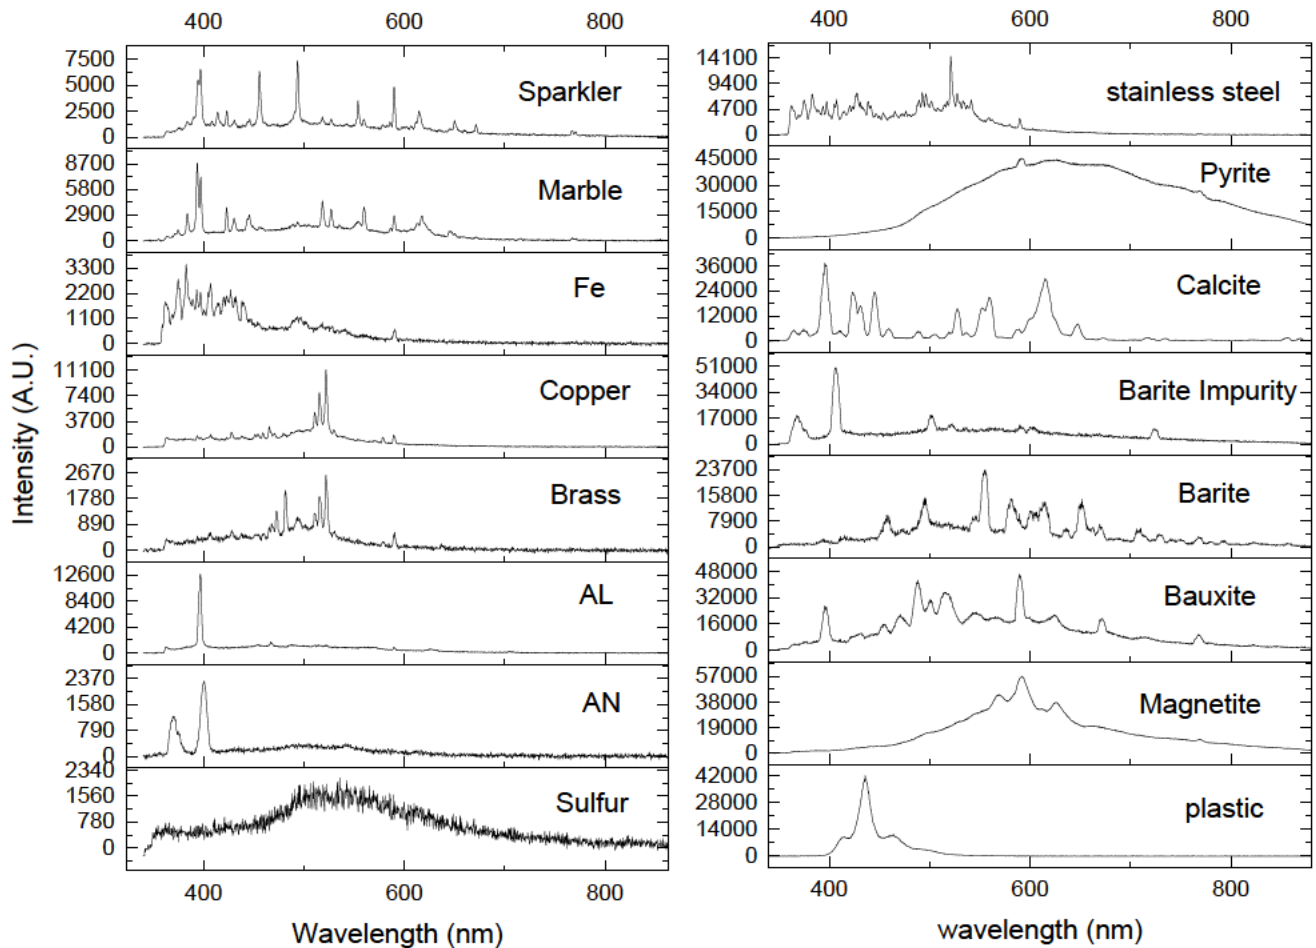 400 600 800
7500
5000
2500
0
Sparkler
8700
5800
2900
0
Marble
3300
2200
1100
0
Fe
11100
7400
3700
0
Copper
2670
1780
890
0
Brass
12600
8400
4200
0
AL
2370
1580
790
0
AN
2340
1560
780
0
Sulfur
400 600 800
Wavelength (nm)
Intensity (A.U.)
400 600 800
14100
9400
4700
0
stainless steel
45000
30000
15000
0
Pyrite
36000
24000
12000
0
Calcite
51000
34000
17000
0
Barite Impurity
23700
15800
7900
0
Barite
48000
32000
16000
0
Bauxite
57000
38000
19000
0
Magnetite
42000
28000
14000
0
plastic
400 600 800
wavelength (nm)